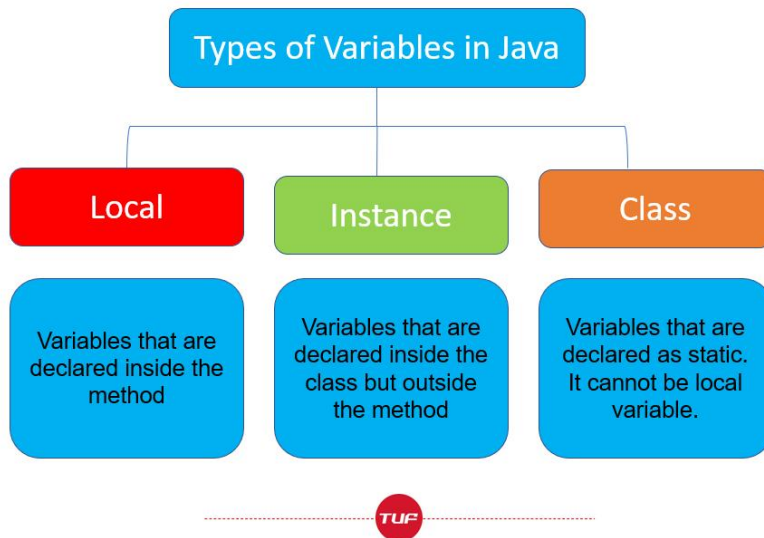 Types of Variables in Java
Local
Instance
Class
Variables that are
declared inside the
method
Variables that are
declared inside the
class but outside
the method
Variables that are
declared as static.
It cannot be local
variable.
TUF